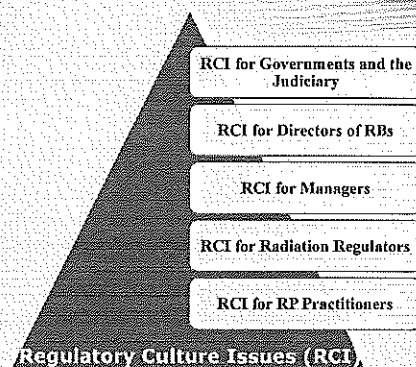 RCI for Governments and the
Judiciary
RCI for Directors of RBs
RCI for Managers
RCI for Radiation Regulators
RCI for RP Practitioners
Regulatory Culture Issues (RCI)